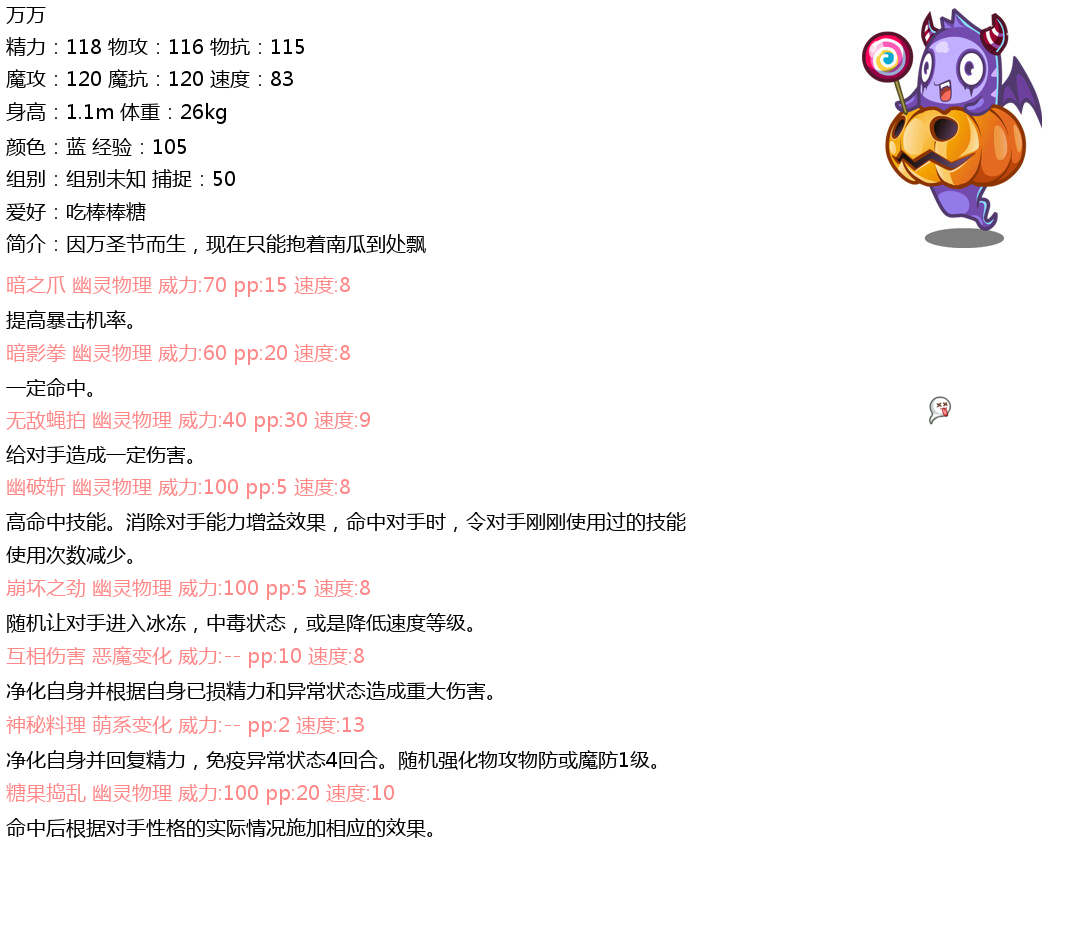 万万
精力：118 物攻：116 物抗：115
魔攻：120 魔抗：120 速度：83
身高：1.1m 体重：26kg
颜色：蓝 经验：105
组别：组别未知 捕捉：50
爱好：吃棒棒糖
简介：因万圣节而生，现在只能抱着南瓜到处飘
暗之爪 幽灵物理 威力:70 pp:15 速度:8
提高暴击机率。
暗影拳 幽灵物理 威力:60 pp:20 速度:8
一定命中。
无敌蝇拍 幽灵物理 威力:40 pp:30 速度:9
给对手造成一定伤害。
幽破斩 幽灵物理 威力:100 pp:5 速度:8
高命中技能。消除对手能力增益效果，命中对手时，令对手刚刚使用过的技能
使用次数减少。
崩坏之劲 幽灵物理 威力:100 pp:5 速度:8
随机让对手进入冰冻，中毒状态，或是降低速度等级。
互相伤害 恶魔变化 威力:-- pp:10 速度:8
净化自身并根据自身已损精力和异常状态造成重大伤害。
神秘料理 萌系变化 威力:-- pp:2 速度:13
净化自身并回复精力，免疫异常状态4回合。随机强化物攻物防或魔防1级。
糖果捣乱 幽灵物理 威力:100 pp:20 速度:10
命中后根据对手性格的实际情况施加相应的效果。